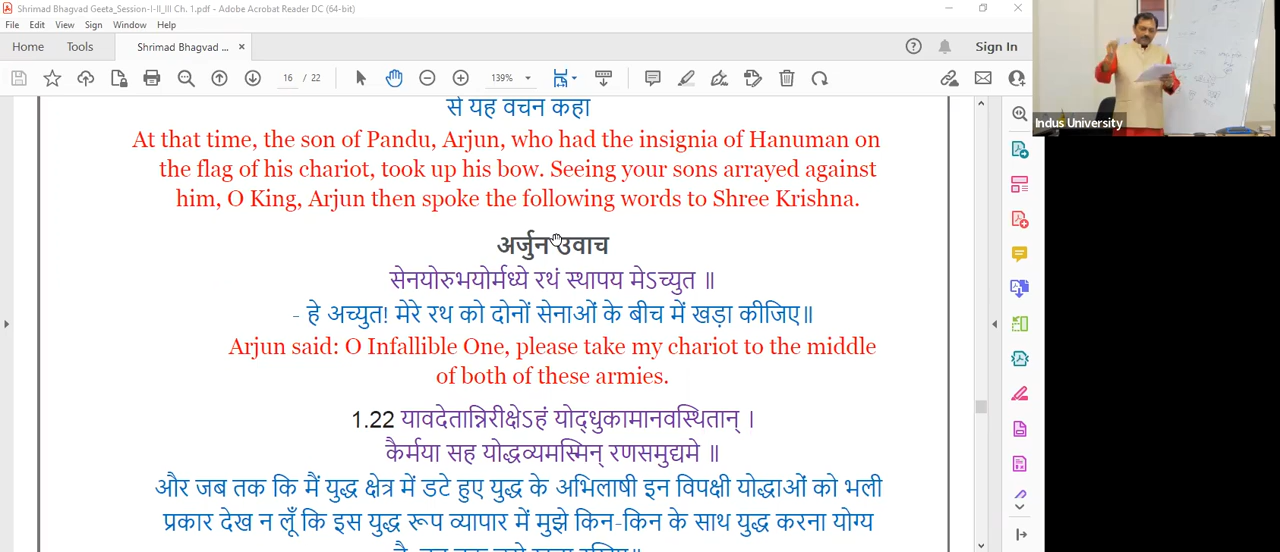 Shrimad Bhagvad Geeta_Session-I-II_III Ch. 1.pdf - Adobe Acrobat Reader DC (64-bit)
File Edit View Sign Window Help
Home Tools Shrimad Bhagvad ... × Sign In
16 / 22 139%
से यह वचन कहा
At that time, the son of Pandu, Arjun, who had the insignia of Hanuman on
the flag of his chariot, took up his bow. Seeing your sons arrayed against
him, O King, Arjun then spoke the following words to Shree Krishna.
अर्जुन उवाच
सेनयोरुभयोर्मध्ये रथं स्थापय मेऽच्युत ॥
- हे अच्युत! मेरे रथ को दोनों सेनाओं के बीच में खड़ा कीजिए॥
Arjun said: O Infallible One, please take my chariot to the middle
of both of these armies.
1.22 यावदेतान्निरीक्षेऽहं योद्धुकामानवस्थितान् ।
कैर्मया सह योद्धव्यमस्मिन् रणसमुद्यमे ॥
और जब तक कि मैं युद्ध क्षेत्र में डटे हुए युद्ध के अभिलाषी इन विपक्षी योद्धाओं को भली
प्रकार देख न लूँ कि इस युद्ध रूप व्यापार में मुझे किन-किन के साथ युद्ध करना योग्य
Indus University